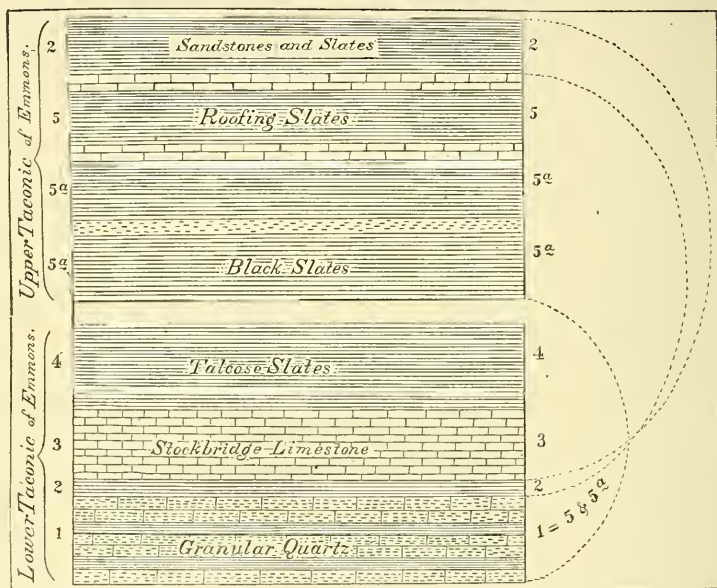 Upper Taconic of Emmons.
2 Sandstones and Slates 2
5 Roofing Slates 5
5a 5a
5a Black Slates 5a
Lower Taconic of Emmons.
4 Talcose Slates 4
3 Stockbridge Limestone 3
2 2
1 Granular Quartz 1 = 5 & 5a